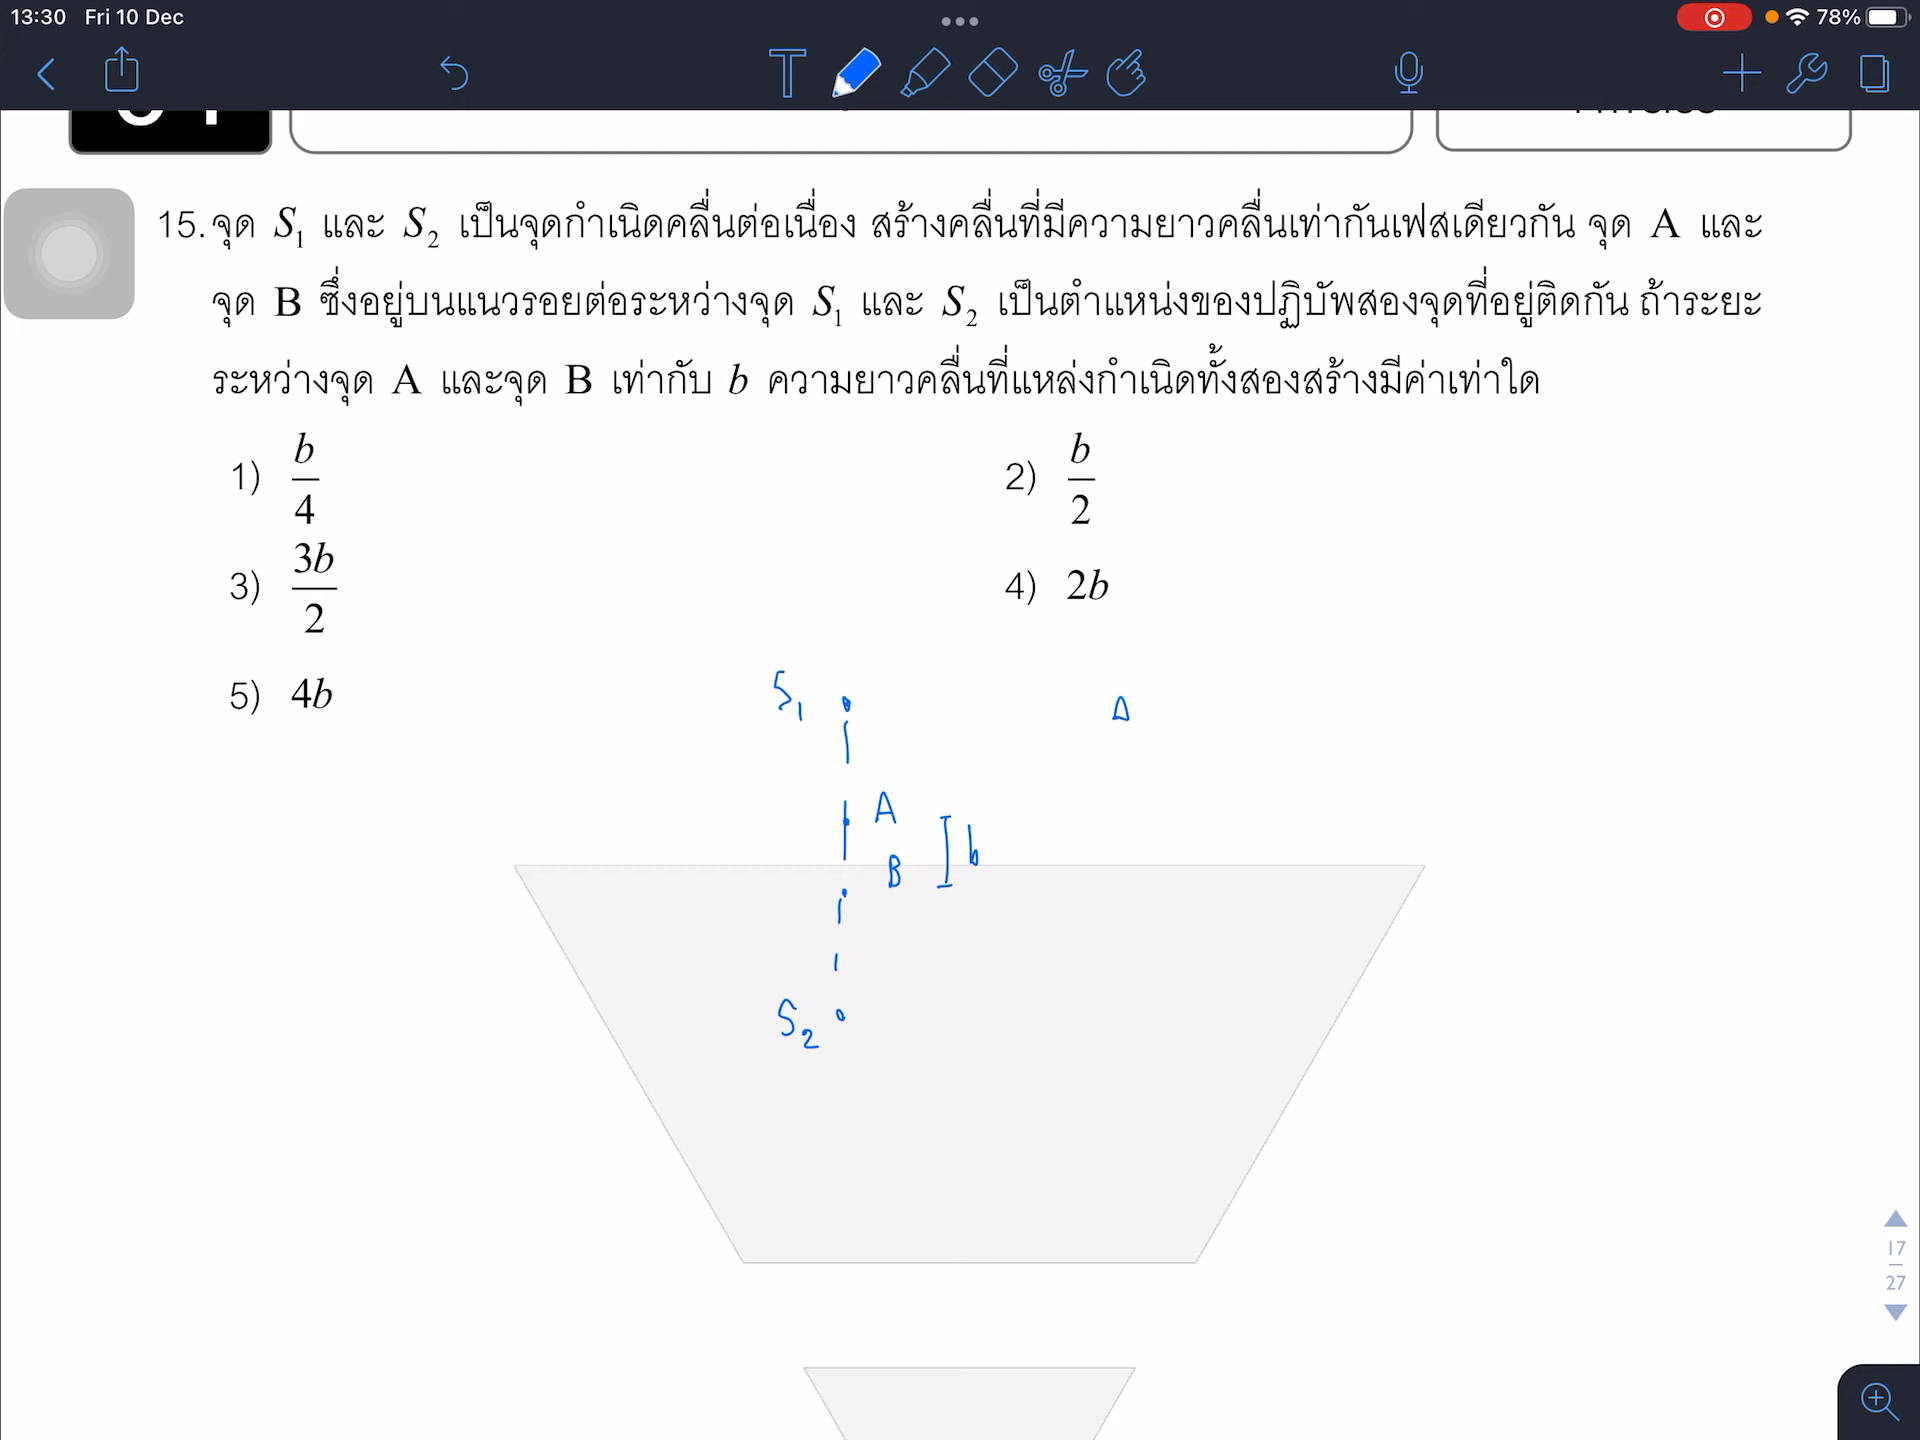 13:30 Fri 10 Dec
78%
15. จุด S₁ และ S₂ เป็นจุดกำเนิดคลื่นต่อเนื่อง สร้างคลื่นที่มีความยาวคลื่นเท่ากันเฟสเดียวกัน จุด A และ
จุด B ซึ่งอยู่บนแนวรอยต่อระหว่างจุด S₁ และ S₂ เป็นตำแหน่งของปฏิบัพสองจุดที่อยู่ติดกัน ถ้าระยะ
ระหว่างจุด A และจุด B เท่ากับ b ความยาวคลื่นที่แหล่งกำเนิดทั้งสองสร้างมีค่าเท่าใด
1) b/4 2) b/2
3) 3b/2 4) 2b
5) 4b
S₁
A
B b
S₂
17
27